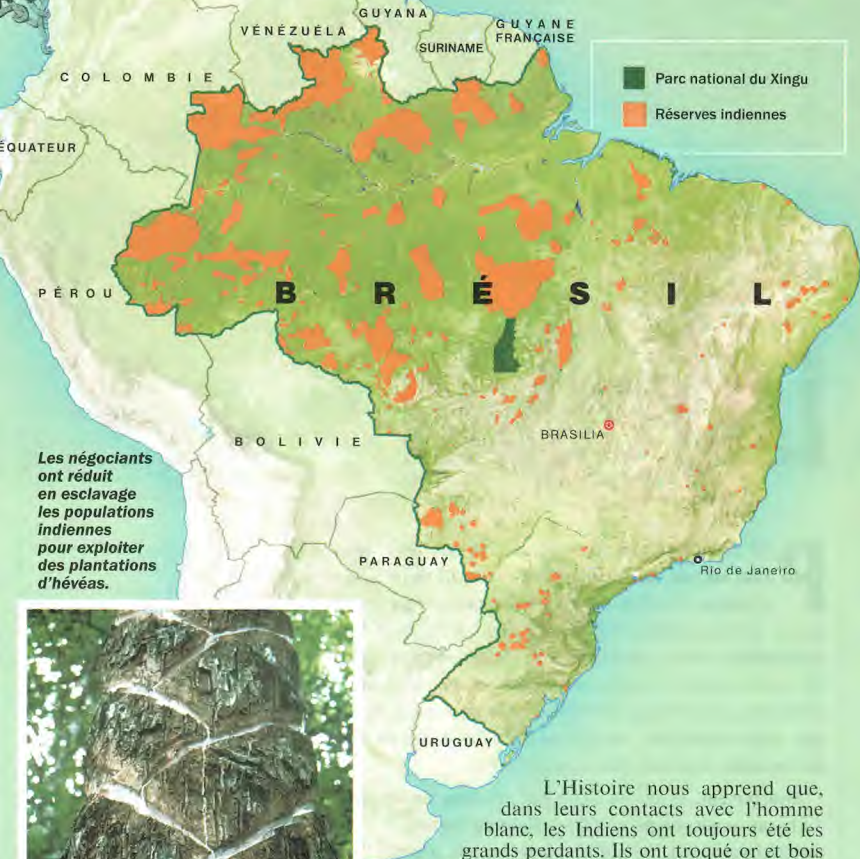 GUYANA
VÉNÉZUÉLA
GUYANE
FRANÇAISE
SURINAME
COLOMBIE
Parc national du Xingu
Réserves indiennes
ÉQUATEUR
PÉROU
BRÉSIL
BRASILIA
BOLIVIE
Les négociants
ont réduit
en esclavage
les populations
indiennes
pour exploiter
des plantations
d'hévéas.
PARAGUAY
Rio de Janeiro
URUGUAY
L'Histoire nous apprend que,
dans leurs contacts avec l'homme
blanc, les Indiens ont toujours été les
grands perdants. Ils ont troqué or et bois